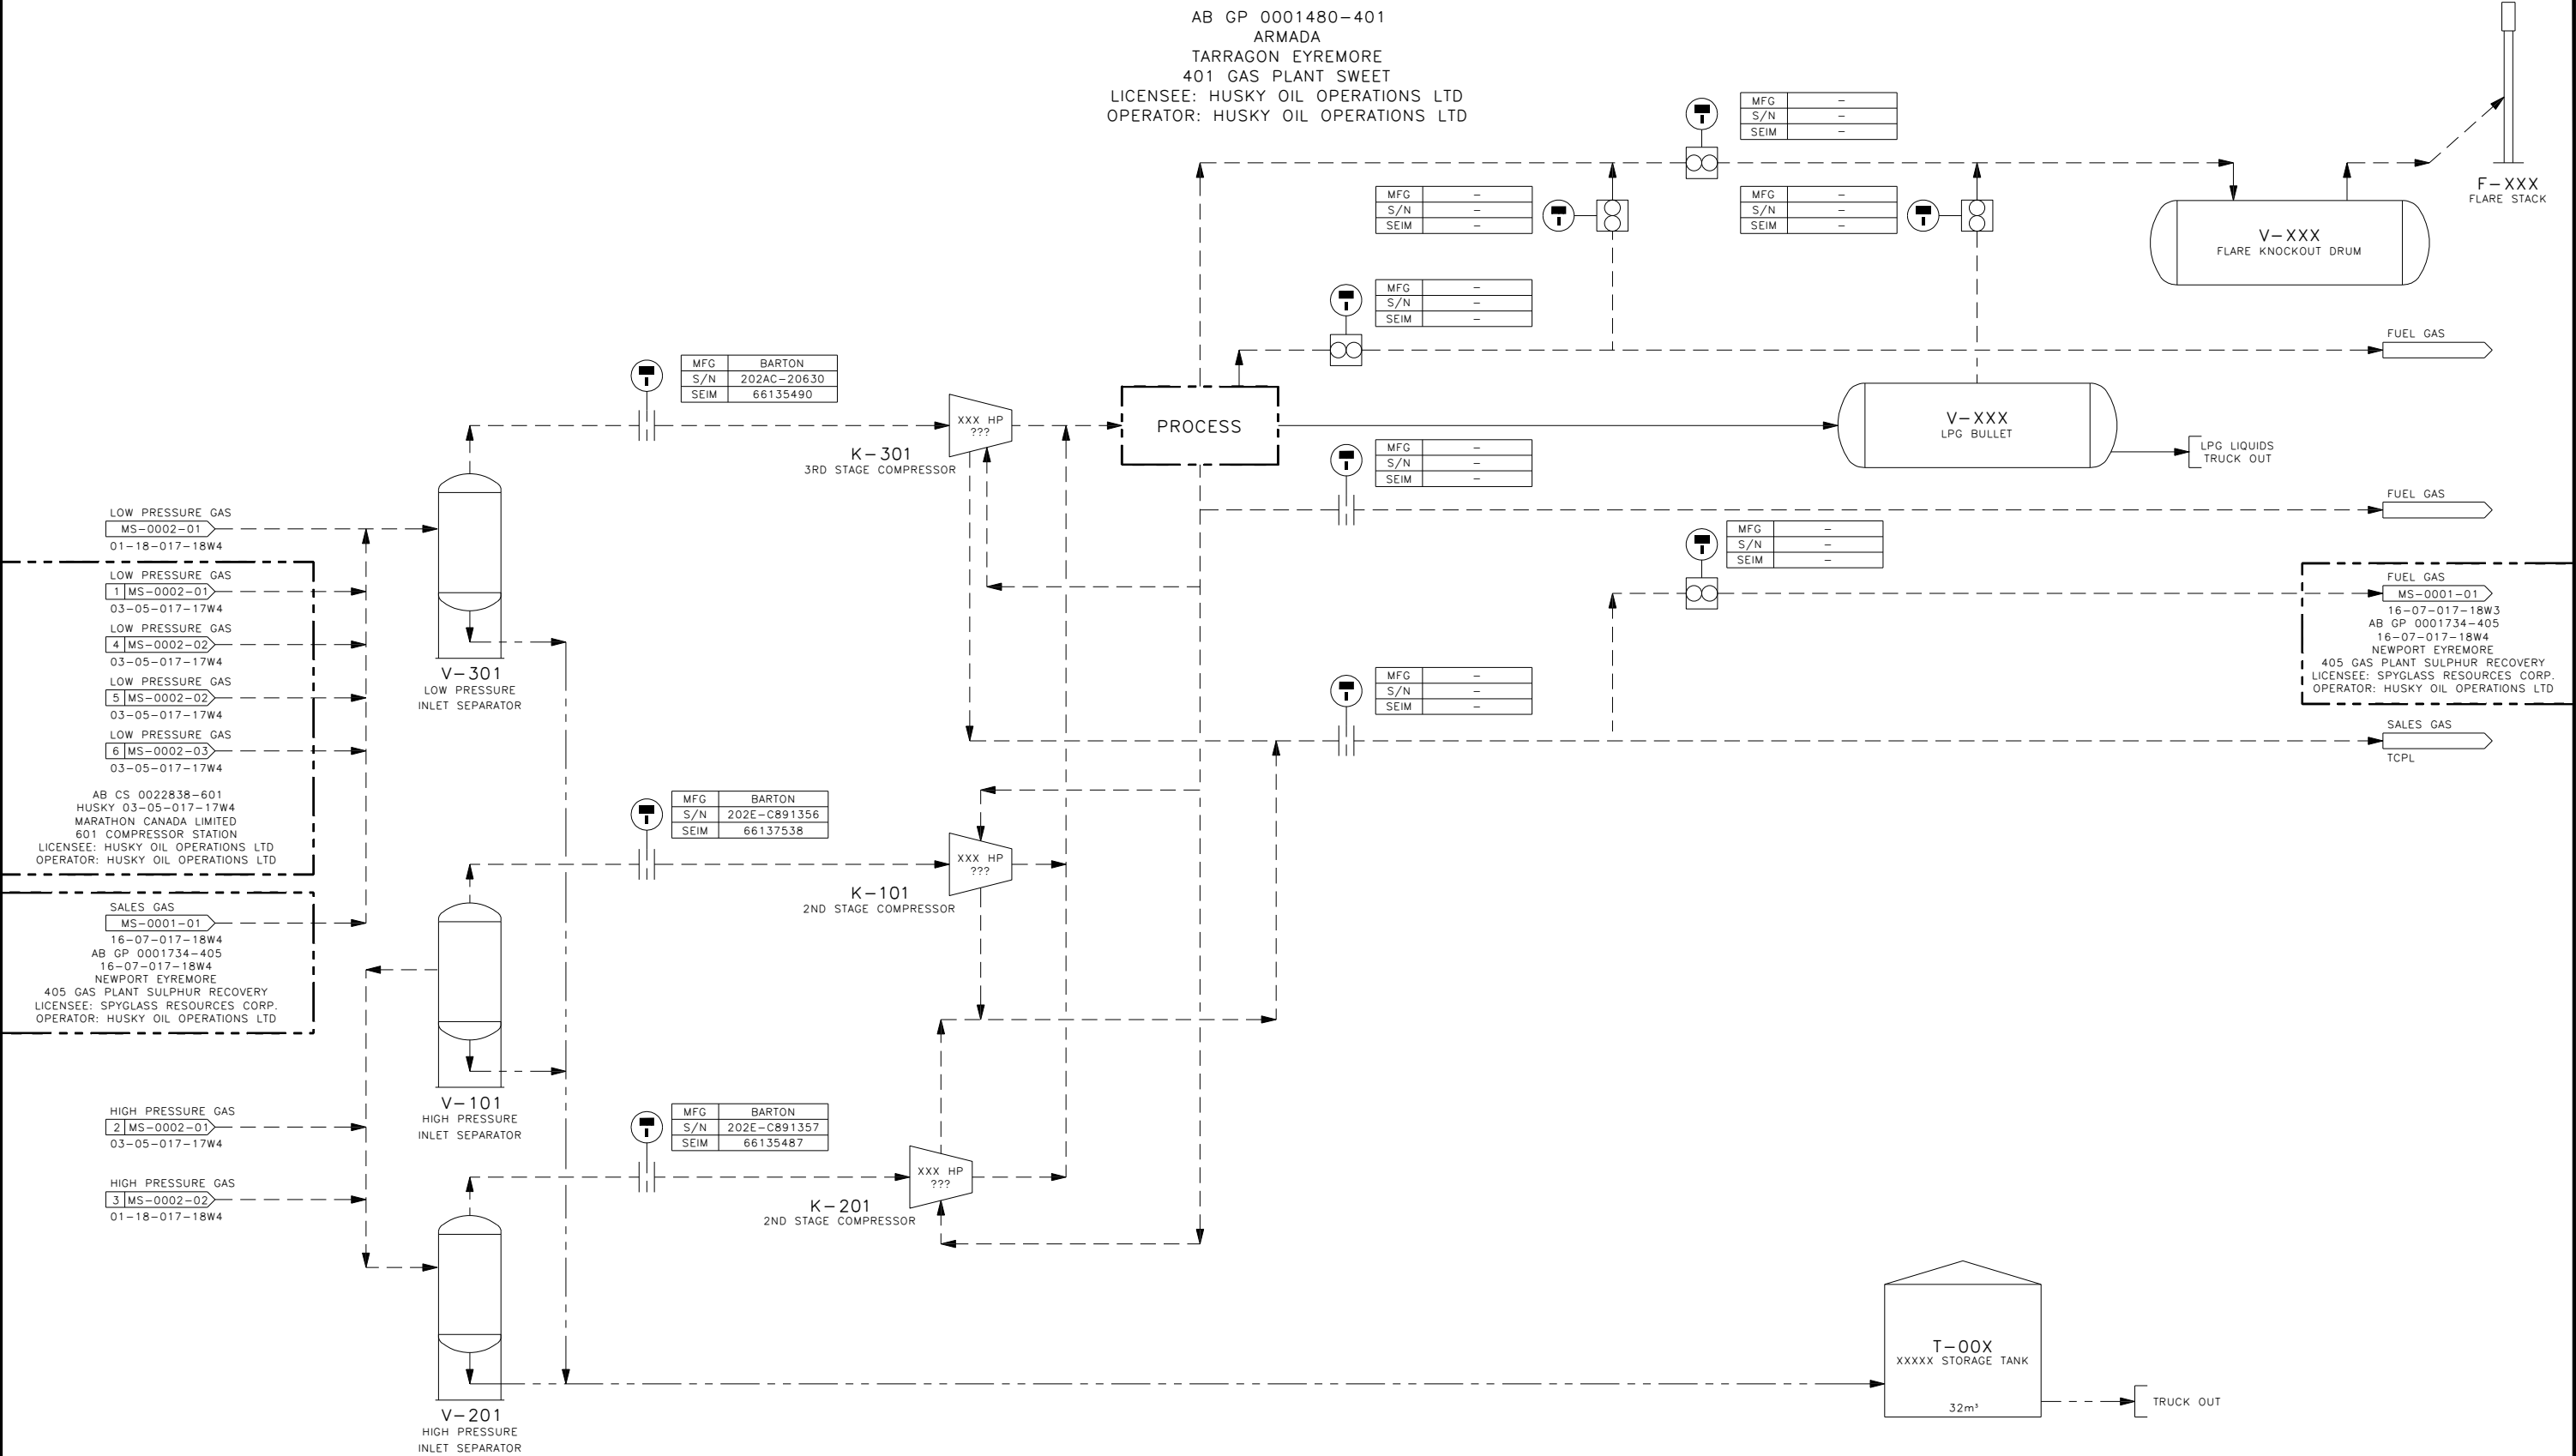 AB GP 0001480-401
ARMADA
TARRAGON EYREMORE
401 GAS PLANT SWEET
LICENSEE: HUSKY OIL OPERATIONS LTD
OPERATOR: HUSKY OIL OPERATIONS LTD
MFG -
S/N -
SEIM -
MFG -
S/N -
SEIM -
MFG -
S/N -
SEIM -
F-XXX
FLARE STACK
V-XXX
FLARE KNOCKOUT DRUM
MFG -
S/N -
SEIM -
FUEL GAS
MFG BARTON
S/N 202AC-20630
SEIM 66135490
XXX HP
???
K-301
3RD STAGE COMPRESSOR
PROCESS
V-XXX
LPG BULLET
LPG LIQUIDS
TRUCK OUT
MFG -
S/N -
SEIM -
FUEL GAS
LOW PRESSURE GAS
MS-0002-01
01-18-017-18W4
MFG -
S/N -
SEIM -
LOW PRESSURE GAS
1 MS-0002-01
03-05-017-17W4
LOW PRESSURE GAS
4 MS-0002-02
03-05-017-17W4
LOW PRESSURE GAS
5 MS-0002-02
03-05-017-17W4
LOW PRESSURE GAS
6 MS-0002-03
03-05-017-17W4
AB CS 0022838-601
HUSKY 03-05-017-17W4
MARATHON CANADA LIMITED
601 COMPRESSOR STATION
LICENSEE: HUSKY OIL OPERATIONS LTD
OPERATOR: HUSKY OIL OPERATIONS LTD
V-301
LOW PRESSURE
INLET SEPARATOR
FUEL GAS
MS-0001-01
16-07-017-18W3
AB GP 0001734-405
16-07-017-18W4
NEWPORT EYREMORE
405 GAS PLANT SULPHUR RECOVERY
LICENSEE: SPYGLASS RESOURCES CORP.
OPERATOR: HUSKY OIL OPERATIONS LTD
MFG -
S/N -
SEIM -
SALES GAS
TCPL
MFG BARTON
S/N 202E-C891356
SEIM 66137538
XXX HP
???
K-101
2ND STAGE COMPRESSOR
SALES GAS
MS-0001-01
16-07-017-18W4
AB GP 0001734-405
16-07-017-18W4
NEWPORT EYREMORE
405 GAS PLANT SULPHUR RECOVERY
LICENSEE: SPYGLASS RESOURCES CORP.
OPERATOR: HUSKY OIL OPERATIONS LTD
V-101
HIGH PRESSURE
INLET SEPARATOR
HIGH PRESSURE GAS
2 MS-0002-01
03-05-017-17W4
HIGH PRESSURE GAS
3 MS-0002-02
01-18-017-18W4
MFG BARTON
S/N 202E-C891357
SEIM 66135487
XXX HP
???
K-201
2ND STAGE COMPRESSOR
V-201
HIGH PRESSURE
INLET SEPARATOR
T-00X
XXXXX STORAGE TANK
32m³
TRUCK OUT